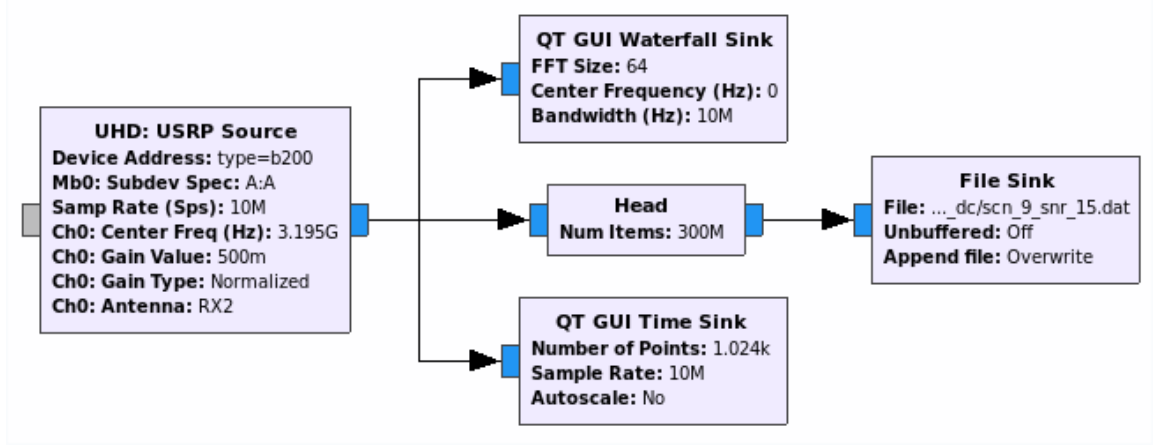 UHD: USRP Source
Device Address: type=b200
Mb0: Subdev Spec: A:A
Samp Rate (Sps): 10M
Ch0: Center Freq (Hz): 3.195G
Ch0: Gain Value: 500m
Ch0: Gain Type: Normalized
Ch0: Antenna: RX2
QT GUI Waterfall Sink
FFT Size: 64
Center Frequency (Hz): 0
Bandwidth (Hz): 10M
Head
Num Items: 300M
File Sink
File: ..._dc/scn_9_snr_15.dat
Unbuffered: Off
Append file: Overwrite
QT GUI Time Sink
Number of Points: 1.024k
Sample Rate: 10M
Autoscale: No